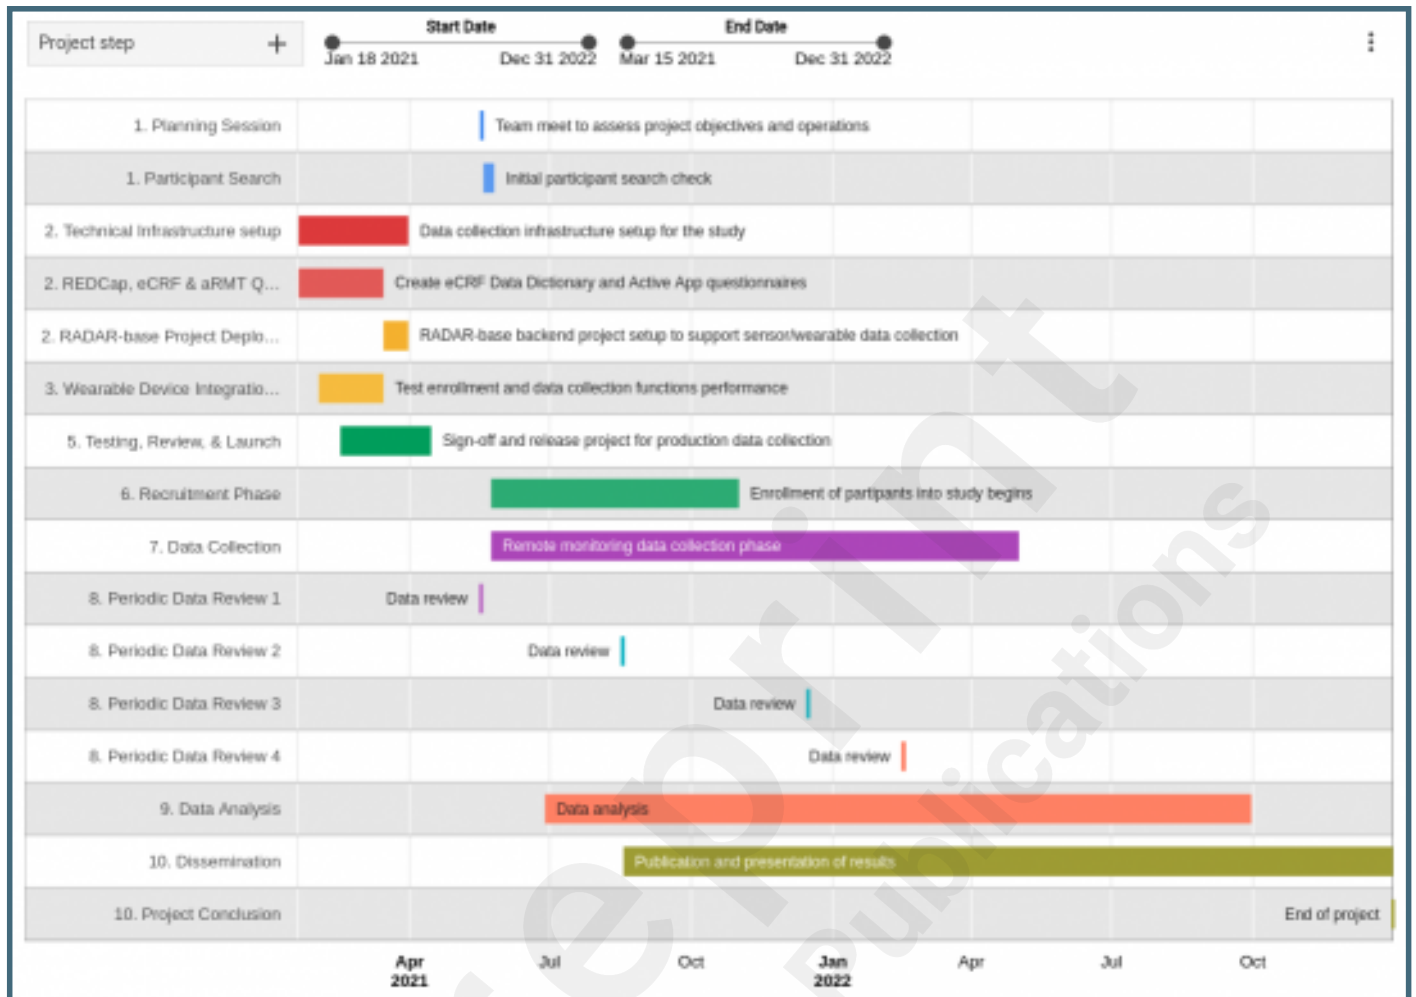 Project step +
Start Date
End Date
Jan 18 2021
Dec 31 2022
Mar 15 2021
Dec 31 2022
1. Planning Session
Team meet to assess project objectives and operations
1. Participant Search
Initial participant search check
2. Technical Infrastructure setup
Data collection infrastructure setup for the study
2. REDCap, eCRF & aRMT Q...
Create eCRF Data Dictionary and Active App questionnaires
2. RADAR-base Project Deplo...
RADAR-base backend project setup to support sensor/wearable data collection
3. Wearable Device Integratio...
Test enrollment and data collection functions performance
5. Testing, Review, & Launch
Sign-off and release project for production data collection
6. Recruitment Phase
Enrollment of partipants into study begins
7. Data Collection
Remote monitoring data collection phase
8. Periodic Data Review 1
Data review
8. Periodic Data Review 2
Data review
8. Periodic Data Review 3
Data review
8. Periodic Data Review 4
Data review
9. Data Analysis
Data analysis
10. Dissemination
Publication and presentation of results
10. Project Conclusion
End of project
Apr
2021
Jul
Oct
Jan
2022
Apr
Jul
Oct
eprint
Publications